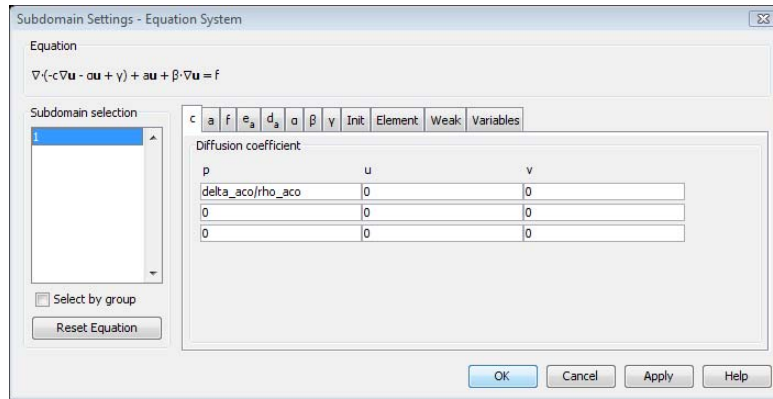 Subdomain Settings - Equation System
Equation
∇·(-c∇u - αu + γ) + au + β·∇u = f
Subdomain selection
1
Select by group
Reset Equation
c a f eₐ dₐ α β γ Init Element Weak Variables
Diffusion coefficient
p u v
delta_aco/rho_aco 0 0
0 0 0
0 0 0
OK Cancel Apply Help